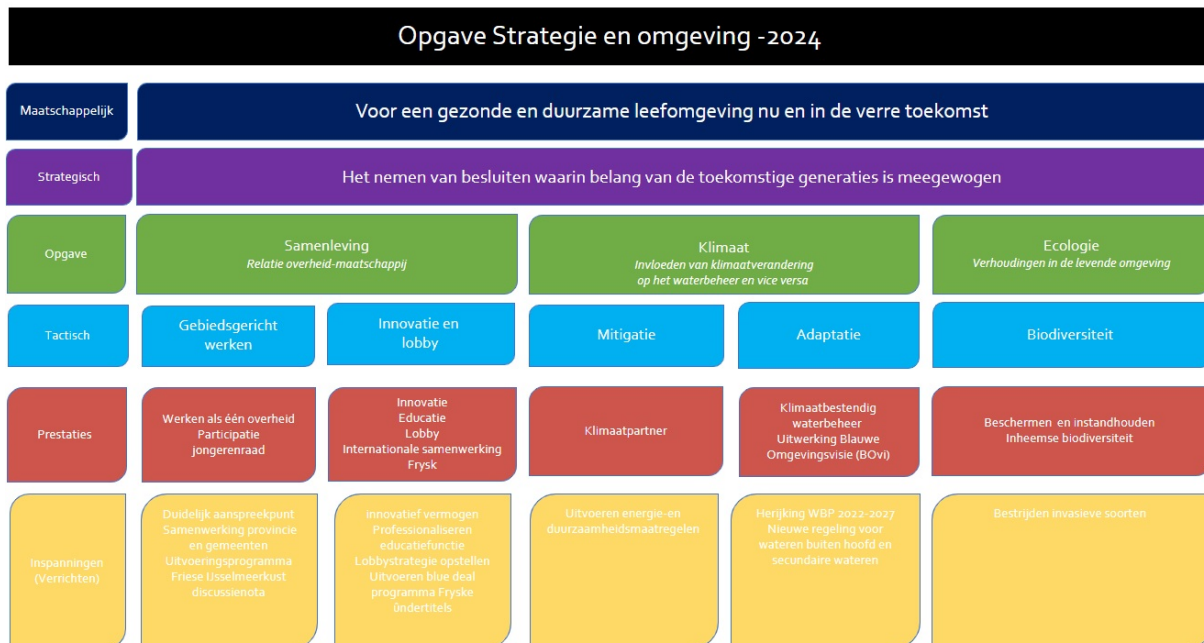 Opgave Strategie en omgeving -2024
Maatschappelijk
Voor een gezonde en duurzame leefomgeving nu en in de verre toekomst
Strategisch
Het nemen van besluiten waarin belang van de toekomstige generaties is meegewogen
Opgave
Samenleving
Relatie overheid-maatschappij
Klimaat
Invloeden van klimaatverandering
op het waterbeheer en vice versa
Ecologie
Verhoudingen in de levende omgeving
Tactisch
Gebiedsgericht
werken
Innovatie en
lobby
Mitigatie
Adaptatie
Biodiversiteit
Prestaties
Werken als één overheid
Participatie
jongerenraad
Innovatie
Educatie
Lobby
Internationale samenwerking
Frysk
Klimaatpartner
Klimaatbestendig
waterbeheer
Uitwerking Blauwe
Omgevingsvisie (BOvi)
Beschermen en instandhouden
Inheemse biodiversiteit
Inspanningen
(Verrichten)
Duidelijk aanspreekpunt
Samenwerking provincie
en gemeenten
Uitvoeringsprogramma
Friese IJsselmeerkust
discussienota
innovatief vermogen
Professionaliseren
educatiefunctie
Lobbystrategie opstellen
Uitvoeren blue deal
programma Fryske
ûndertitels
Uitvoeren energie-en
duurzaamheidsmaatregelen
Herijking WBP 2022-2027
Nieuwe regeling voor
wateren buiten hoofd en
secundaire wateren
Bestrijden invasieve soorten